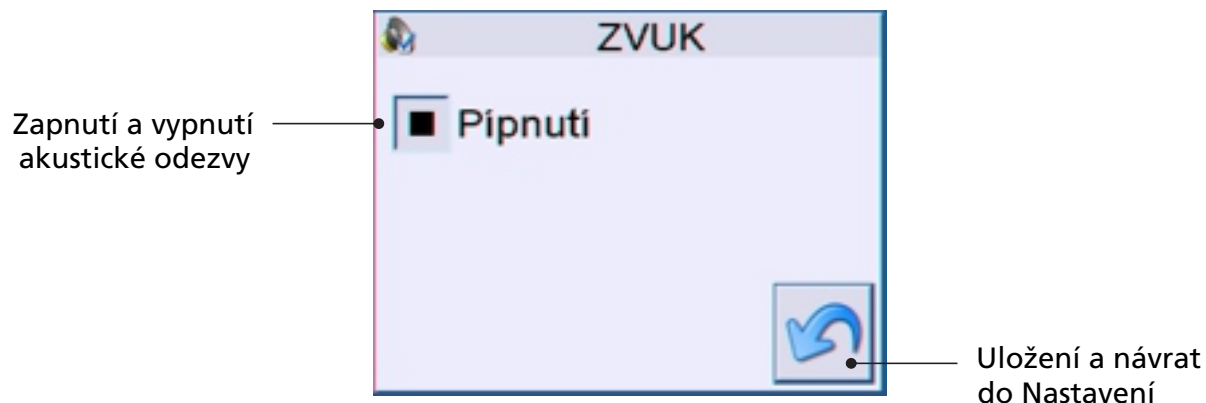 ZVUK
Zapnutí a vypnutí
akustické odezvy
Pípnutí
Uložení a návrat
do Nastavení